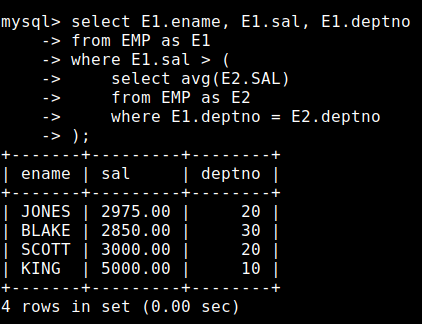 mysql> select E1.ename, E1.sal, E1.deptno
    -> from EMP as E1
    -> where E1.sal > (
    ->     select avg(E2.SAL)
    ->     from EMP as E2
    ->     where E1.deptno = E2.deptno
    -> );
+-------+---------+--------+
| ename | sal     | deptno |
+-------+---------+--------+
| JONES | 2975.00 |     20 |
| BLAKE | 2850.00 |     30 |
| SCOTT | 3000.00 |     20 |
| KING  | 5000.00 |     10 |
+-------+---------+--------+
4 rows in set (0.00 sec)